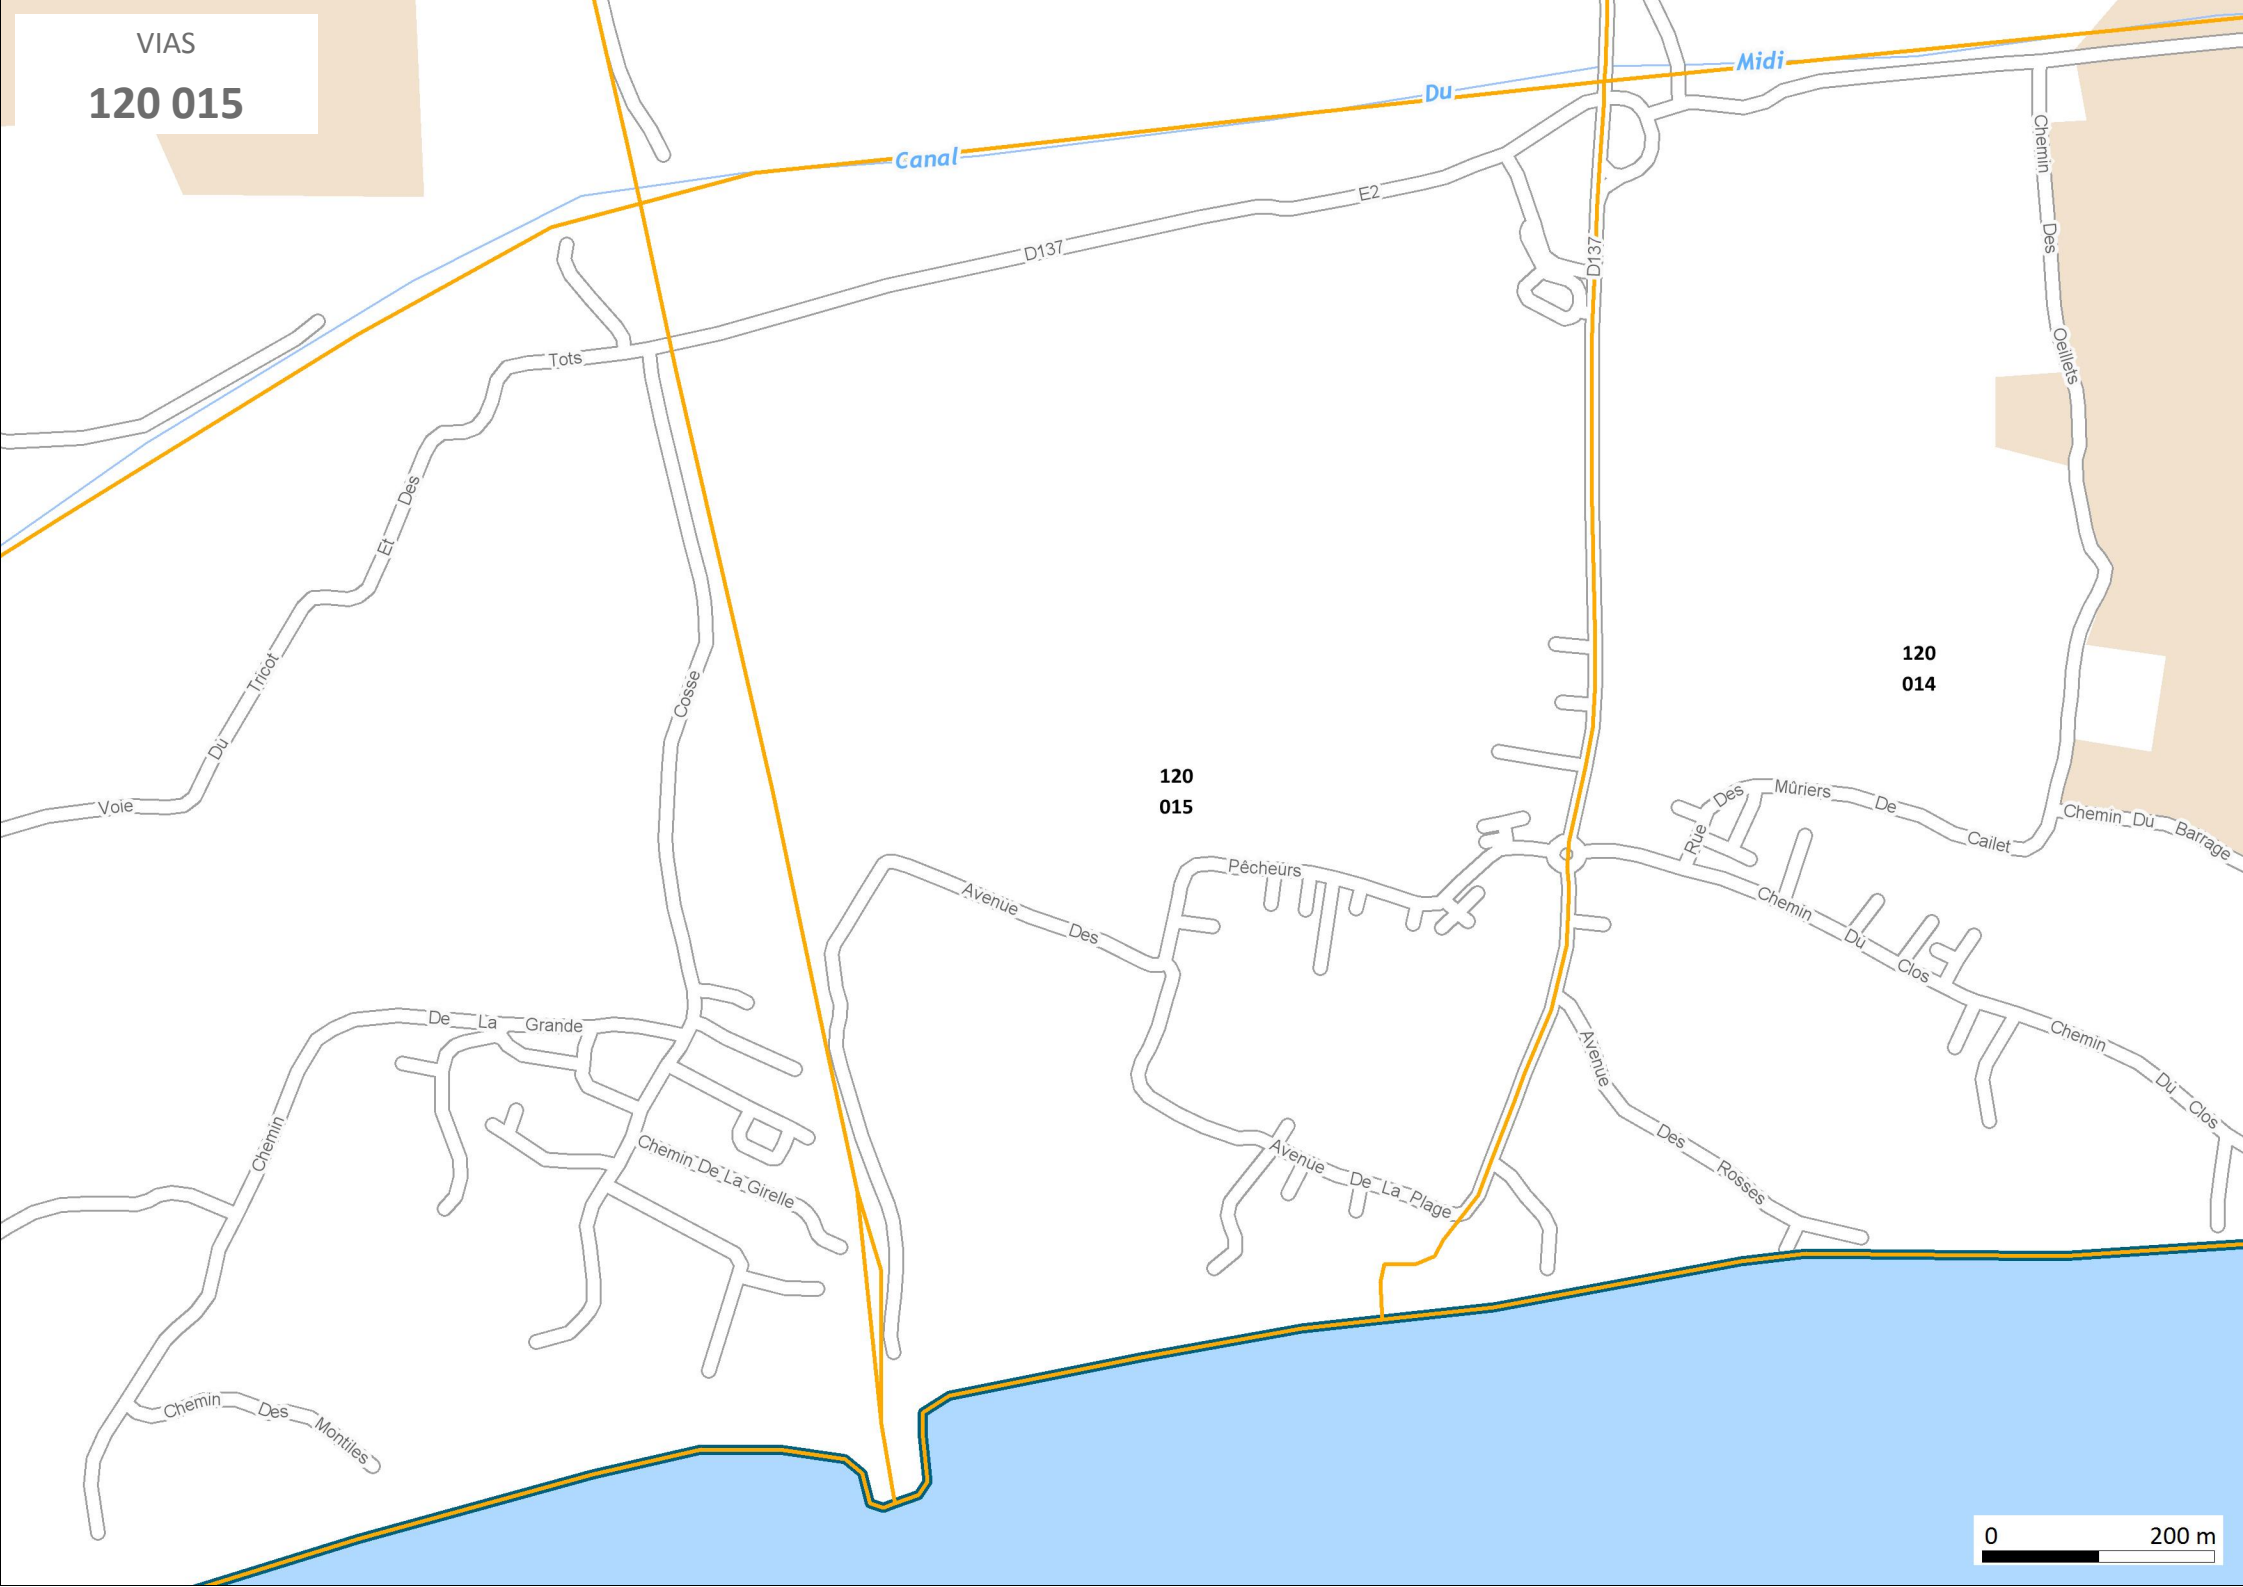 VIAS
120 015
Canal Du Midi
D137 E2
D137
Chemin Des Oeillets
Voie Du Tricot Et Des Tots
Cosse
120
014
120
015
Rue Des Mûriers De Cailet
Chemin Du Barrage
Avenue Des Pêcheurs
Chemin Du Clos
Chemin Du Clos
Chemin De La Grande
Avenue Des Rosses
Avenue De La Plage
Chemin De La Girelle
Chemin Des Montiles
0 200 m